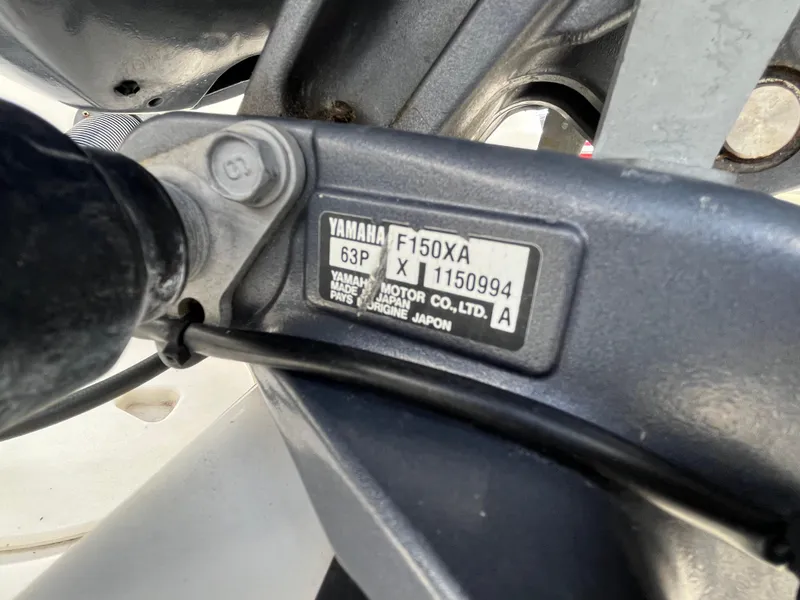 YAMAHA F150XA
63P X 1150994
YAMAHA MOTOR CO.,LTD. A
MADE IN JAPAN
PAYS D'ORIGINE JAPON